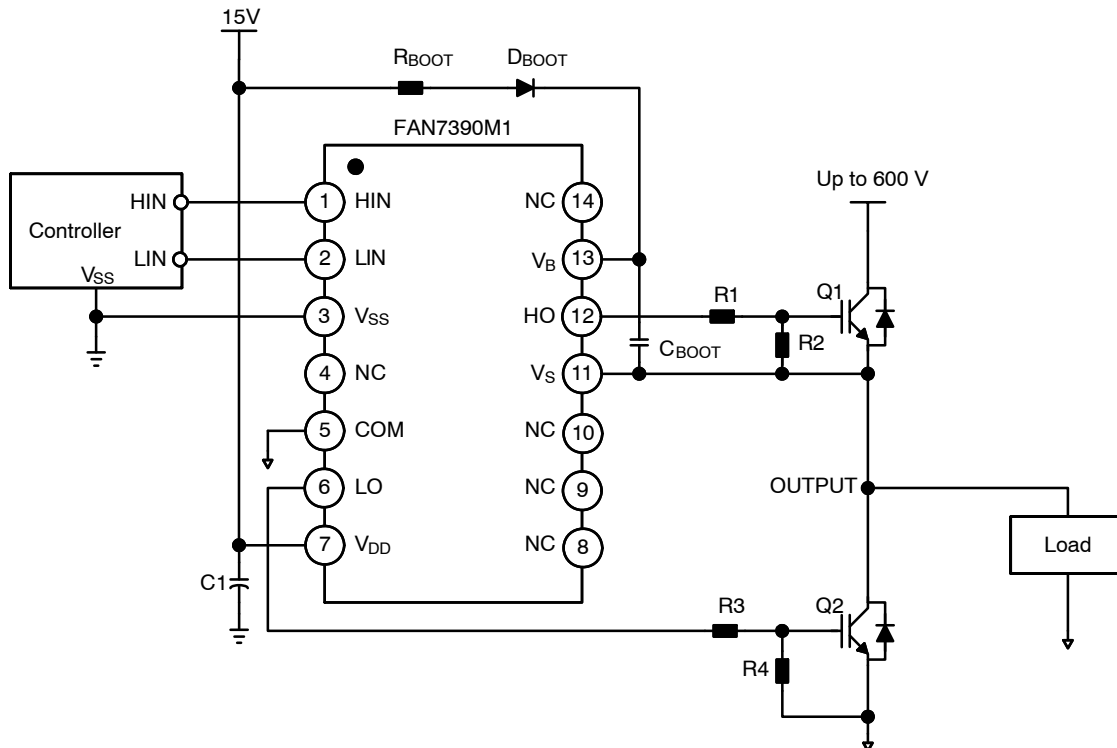 15V
RBOOT
DBOOT
FAN7390M1
Controller
HIN
LIN
VSS
1
HIN
2
LIN
3
VSS
4
NC
5
COM
6
LO
7
VDD
NC
14
VB
13
HO
12
VS
11
NC
10
NC
9
NC
8
CBOOT
C1
Up to 600 V
R1
Q1
R2
OUTPUT
Load
R3
Q2
R4